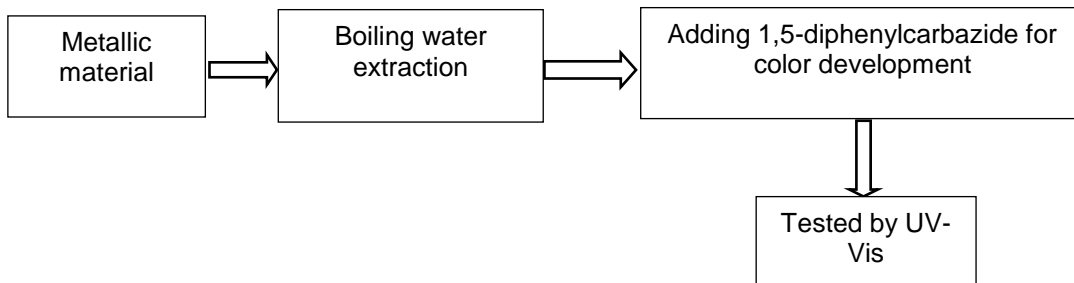 Metallic
material
Boiling water
extraction
Adding 1,5-diphenylcarbazide for
color development
Tested by UV-
Vis